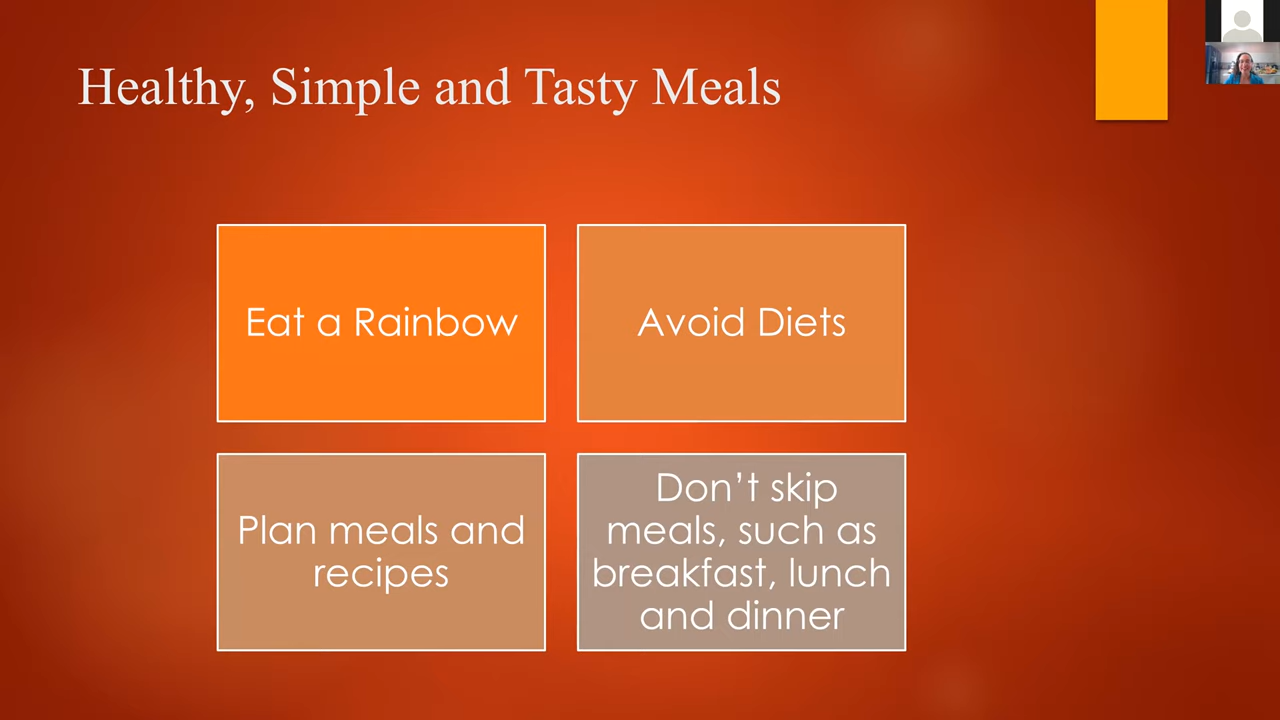 Healthy, Simple and Tasty Meals
Eat a Rainbow
Avoid Diets
Plan meals and
recipes
Don’t skip
meals, such as
breakfast, lunch
and dinner